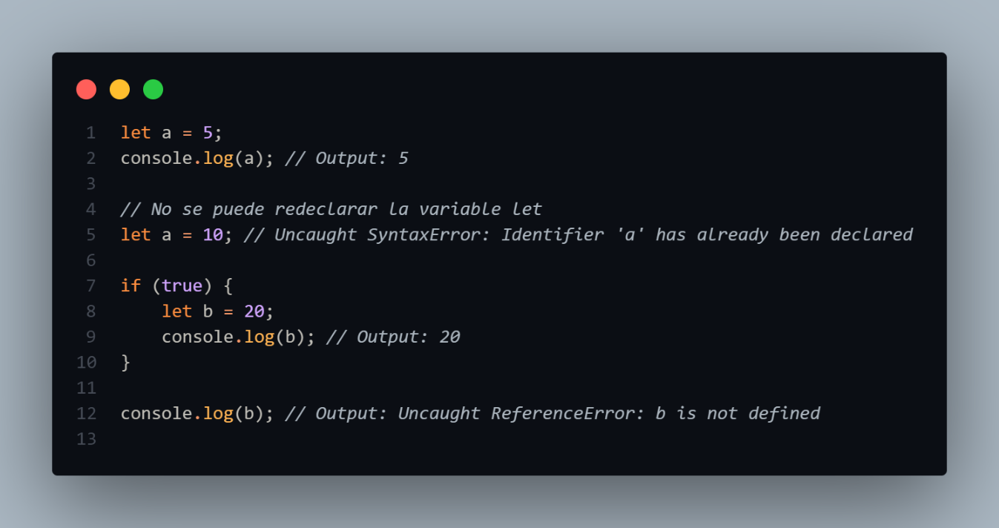 1 let a = 5;
2 console.log(a); // Output: 5
3
4 // No se puede redeclarar la variable let
5 let a = 10; // Uncaught SyntaxError: Identifier 'a' has already been declared
6
7 if (true) {
8     let b = 20;
9     console.log(b); // Output: 20
10 }
11
12 console.log(b); // Output: Uncaught ReferenceError: b is not defined
13